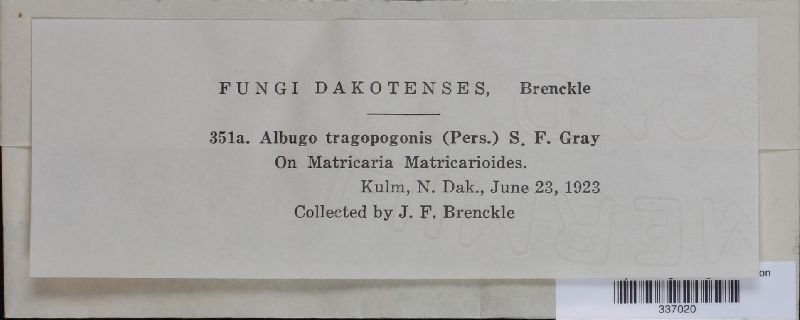 FUNGI DAKOTENSES, Brenckle
351a. Albugo tragopogonis (Pers.) S. F. Gray
On Matricaria Matricarioides.
Kulm, N. Dak., June 23, 1923
Collected by J. F. Brenckle
on
337020